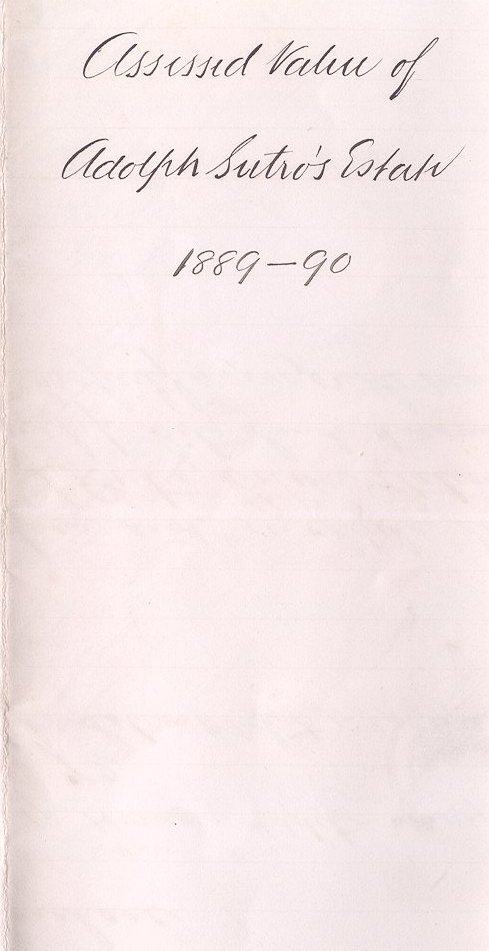 Assessed Value of
Adolph Sutro's Estate
1889-90